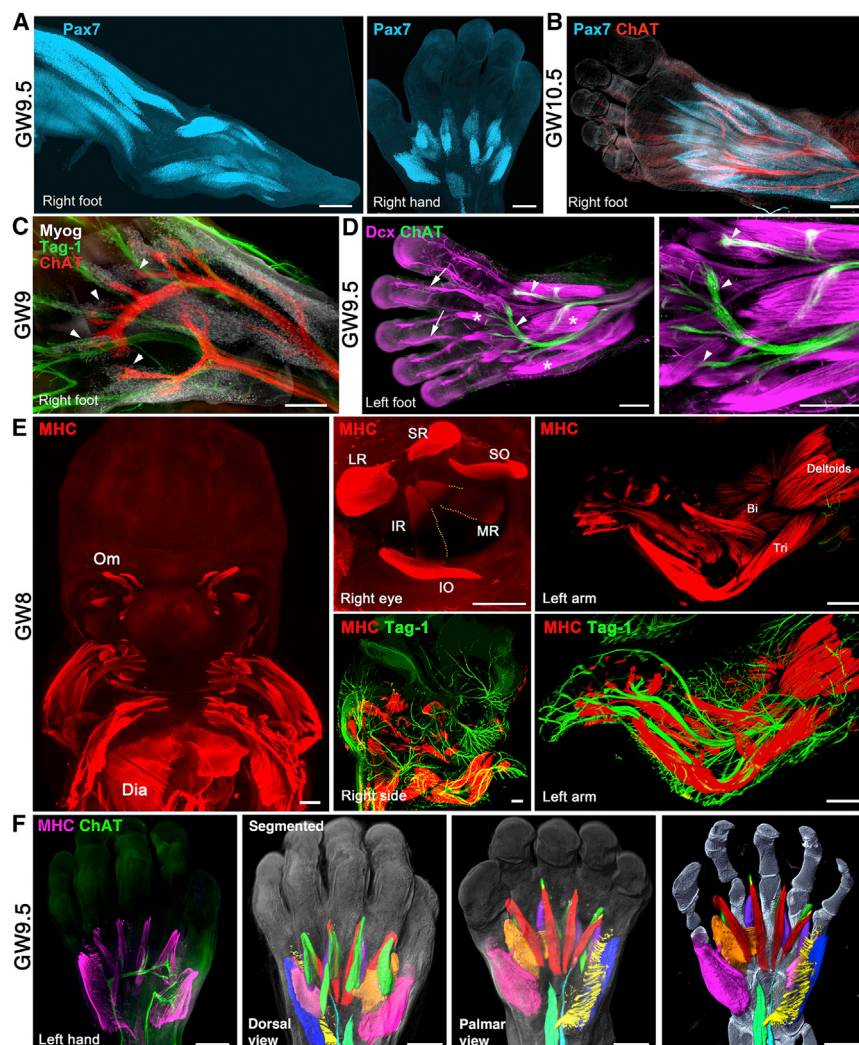 A
GW9.5
Pax7
Right foot
Pax7
Right hand
B
GW10.5
Pax7 ChAT
Right foot
C
GW9
Myog
Tag-1
ChAT
Right foot
D
GW9.5
Dcx ChAT
*
*
*
Left foot
E
GW8
MHC
Om
Dia
MHC
SR
LR
SO
IR
MR
IO
Right eye
MHC
Deltoids
Bi
Tri
Left arm
MHC Tag-1
Right side
MHC Tag-1
Left arm
F
GW9.5
MHC ChAT
Left hand
Segmented
Dorsal
view
Palmar
view